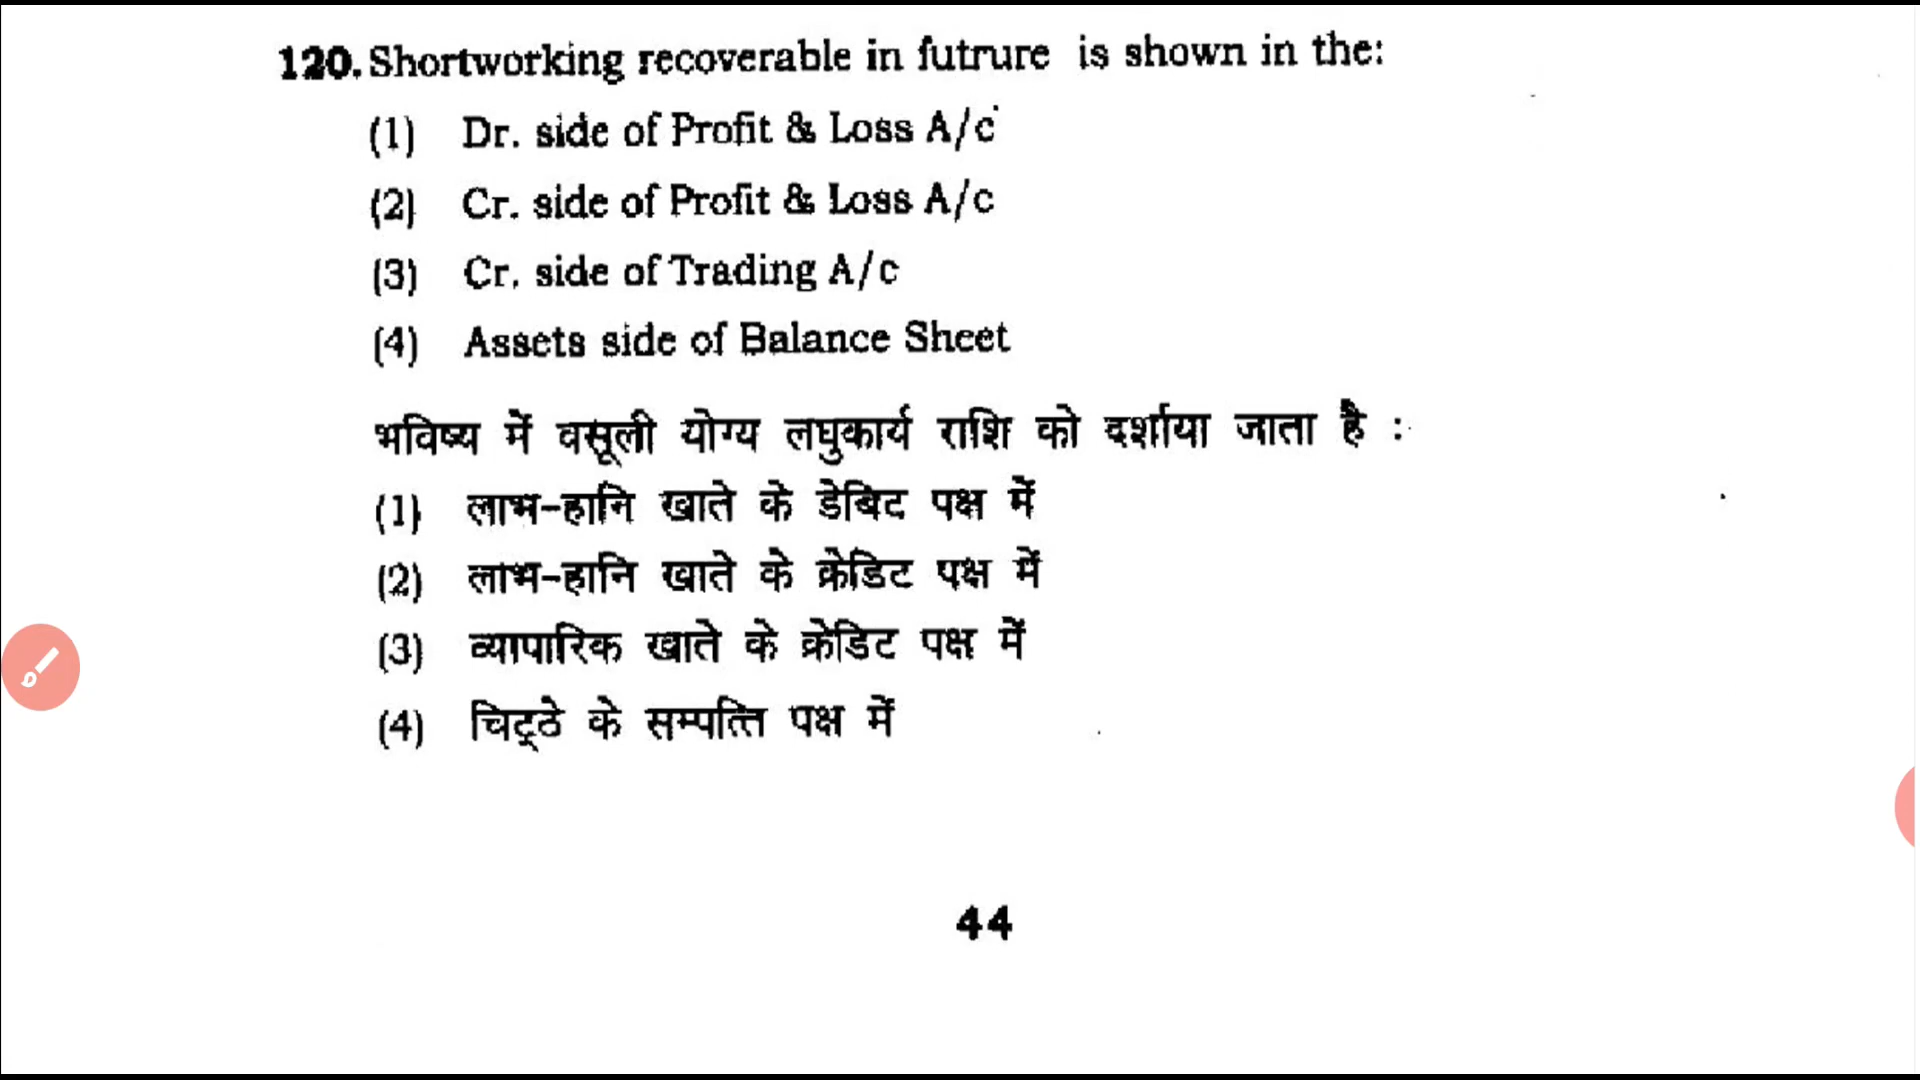 120. Shortworking recoverable in futrure is shown in the:
(1) Dr. side of Profit & Loss A/c
(2) Cr. side of Profit & Loss A/c
(3) Cr. side of Trading A/c
(4) Assets side of Balance Sheet
भविष्य में वसूली योग्य लघुकार्य राशि को दर्शाया जाता है :
(1) लाभ-हानि खाते के डेबिट पक्ष में
(2) लाभ-हानि खाते के क्रेडिट पक्ष में
(3) व्यापारिक खाते के क्रेडिट पक्ष में
(4) चिट्ठे के सम्पत्ति पक्ष में
44